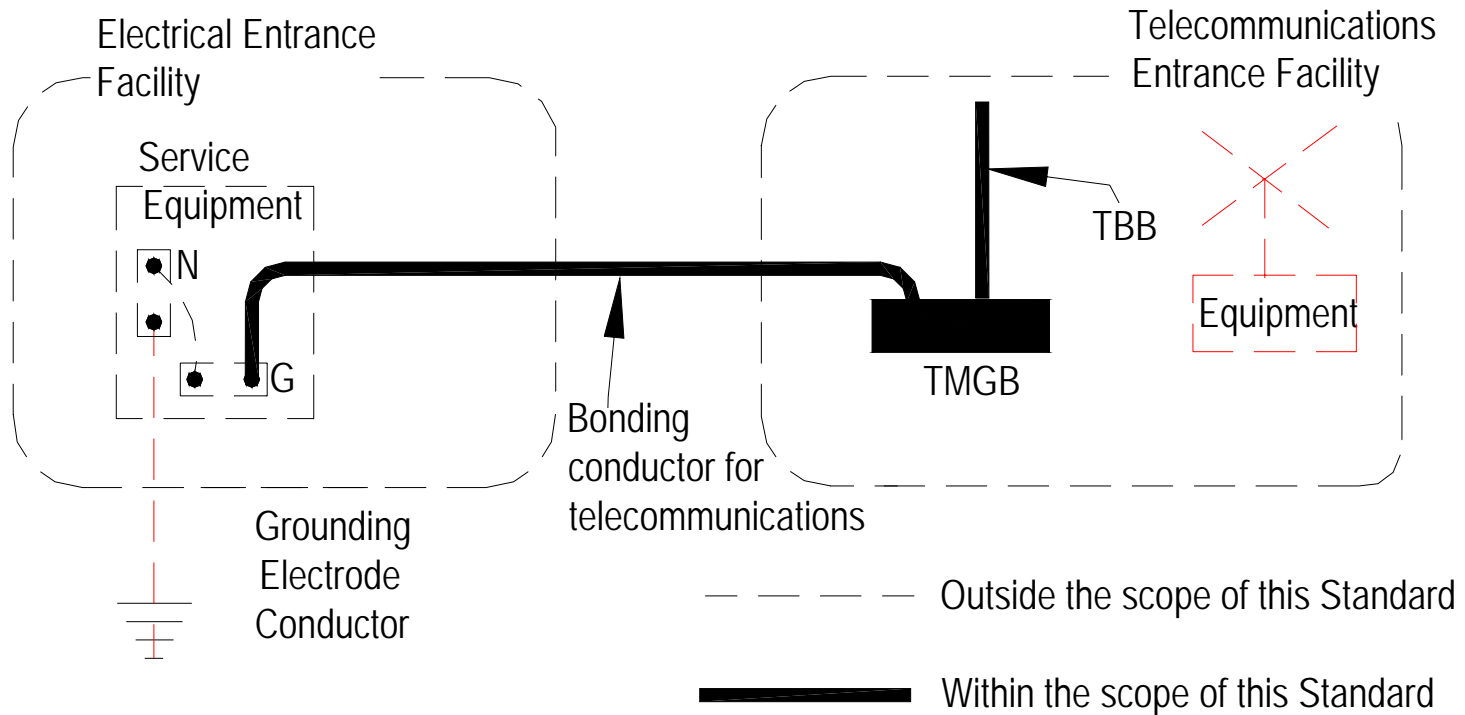 Electrical Entrance
Facility
Telecommunications
Entrance Facility
Service
Equipment
N
G
TBB
TMGB
Equipment
Bonding
conductor for
telecommunications
Grounding
Electrode
Conductor
Outside the scope of this Standard
Within the scope of this Standard